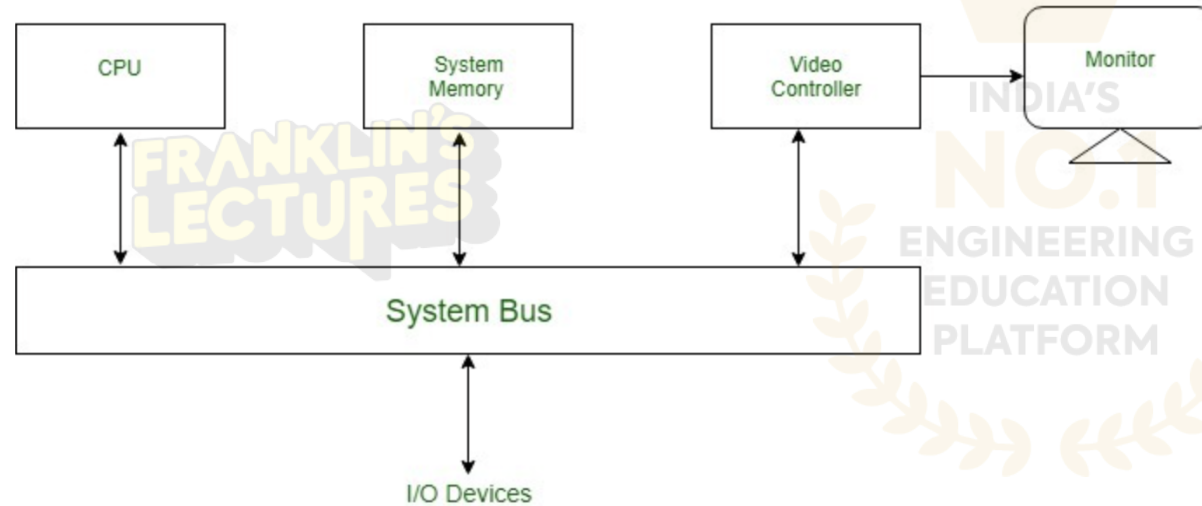 CPU
System
Memory
Video
Controller
Monitor
FRANKLIN'S
LECTURES
INDIA'S
NO.1
ENGINEERING
EDUCATION
PLATFORM
System Bus
I/O Devices